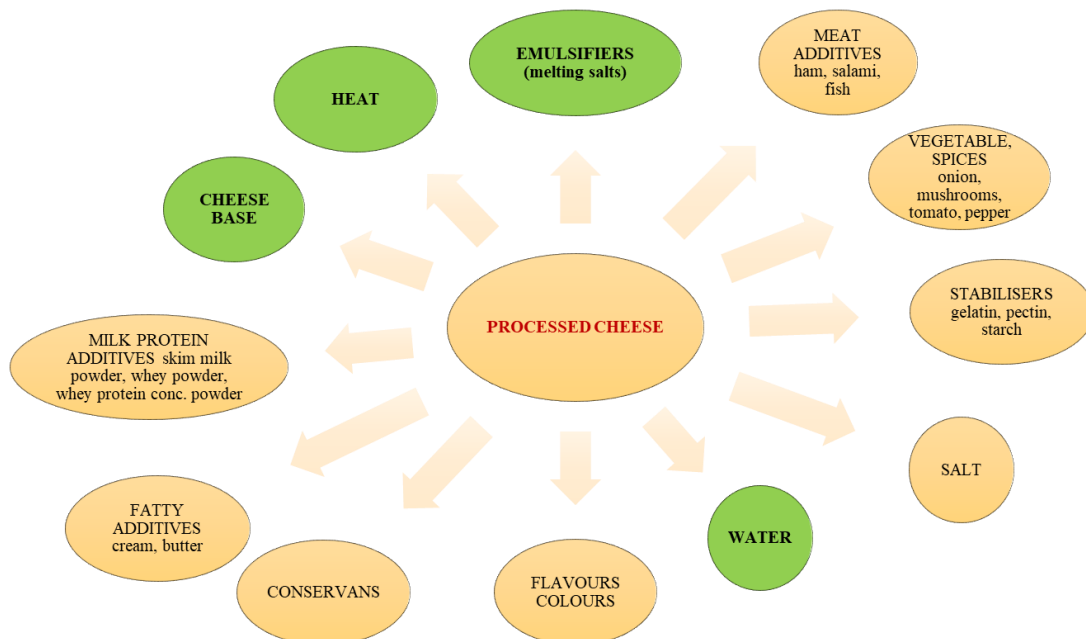 EMULSIFIERS
(melting salts)
MEAT
ADDITIVES
ham, salami,
fish
HEAT
VEGETABLE,
SPICES
onion,
mushrooms,
tomato, pepper
CHEESE
BASE
STABILISERS
gelatin, pectin,
starch
PROCESSED CHEESE
MILK PROTEIN
ADDITIVES skim milk
powder, whey powder,
whey protein conc. powder
SALT
FATTY
ADDITIVES
cream, butter
WATER
CONSERVANS
FLAVOURS
COLOURS